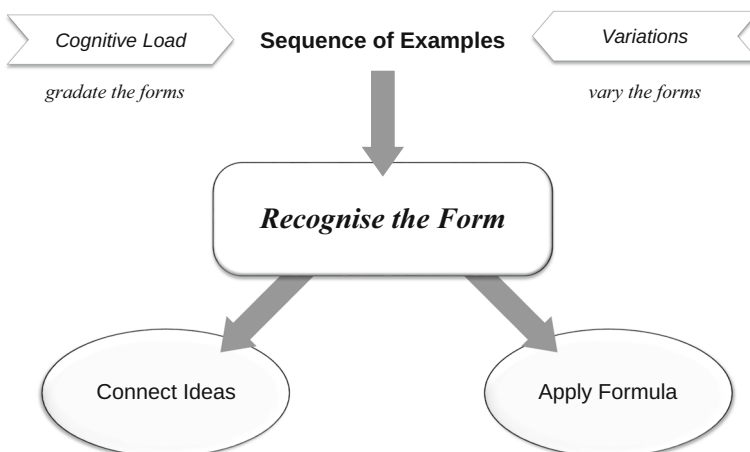 Cognitive Load
Sequence of Examples
Variations
gradate the forms
vary the forms
Recognise the Form
Connect Ideas
Apply Formula